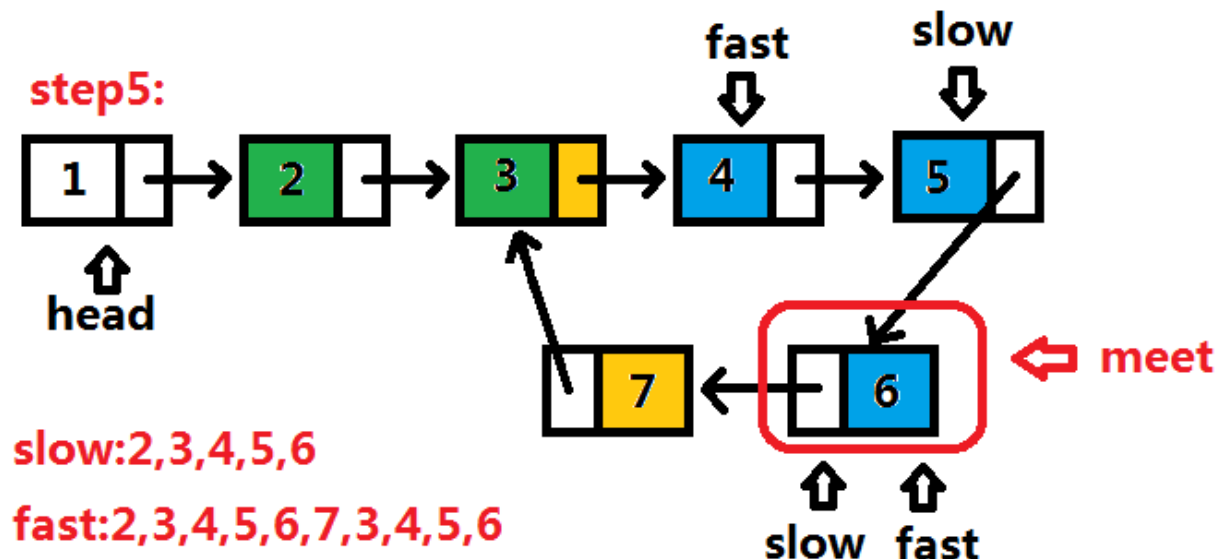 fast
slow
step5:
1
2
3
4
5
head
7
6
meet
slow:2,3,4,5,6
fast:2,3,4,5,6,7,3,4,5,6
slow
fast